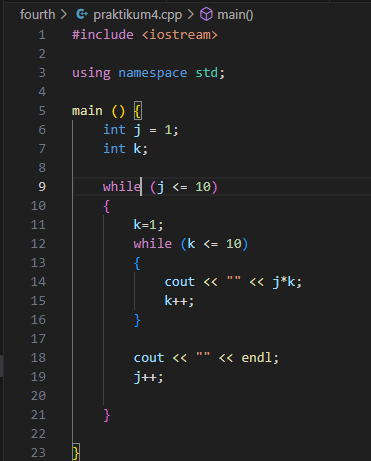 fourth > praktikum4.cpp > main()
1 #include <iostream>
2
3 using namespace std;
4
5 main () {
6 int j = 1;
7 int k;
8
9 while (j <= 10)
10 {
11 k=1;
12 while (k <= 10)
13 {
14 cout << "" << j*k;
15 k++;
16 }
17
18 cout << "" << endl;
19 j++;
20
21 }
22
23 }